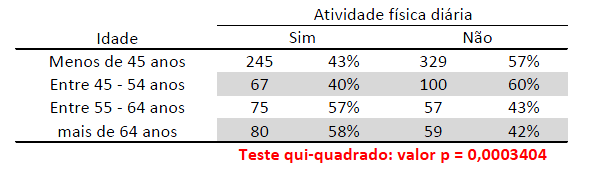 Atividade física diária
Idade Sim Não
Menos de 45 anos 245 43% 329 57%
Entre 45 - 54 anos 67 40% 100 60%
Entre 55 - 64 anos 75 57% 57 43%
mais de 64 anos 80 58% 59 42%
Teste qui-quadrado: valor p = 0,0003404